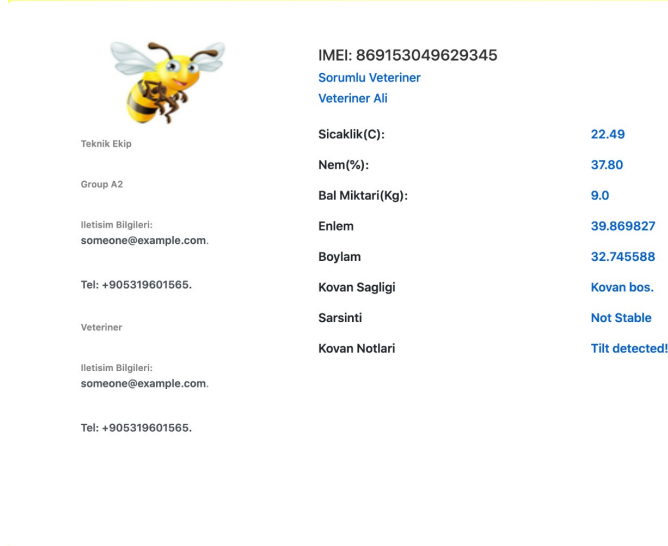 Teknik Ekip
Group A2
Iletisim Bilgileri:
someone@example.com.
Tel: +905319601565.
Veteriner
Iletisim Bilgileri:
someone@example.com.
Tel: +905319601565.
IMEI: 869153049629345
Sorumlu Veteriner
Veteriner Ali
Sicaklik(C): 22.49
Nem(%): 37.80
Bal Miktari(Kg): 9.0
Enlem 39.869827
Boylam 32.745588
Kovan Sagligi Kovan bos.
Sarsinti Not Stable
Kovan Notlari Tilt detected!